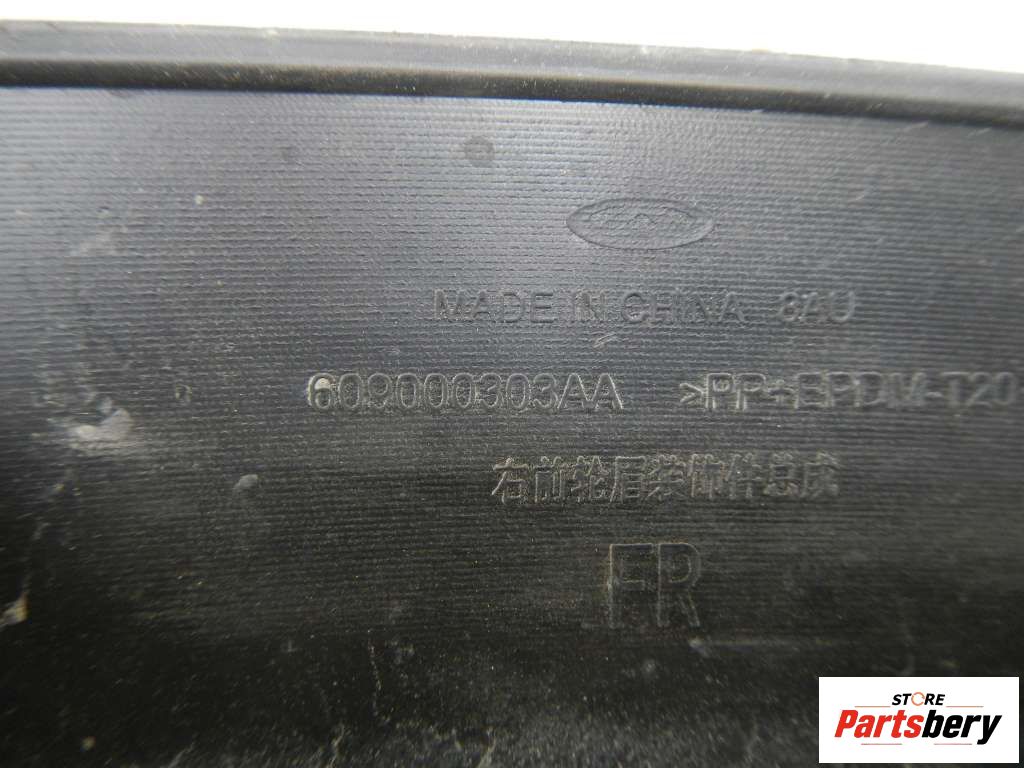 MADE IN CHINA 8AU
609000303AA >PP+EPDM-T20
右前轮眉装饰件总成
FR
STORE
Partsbery